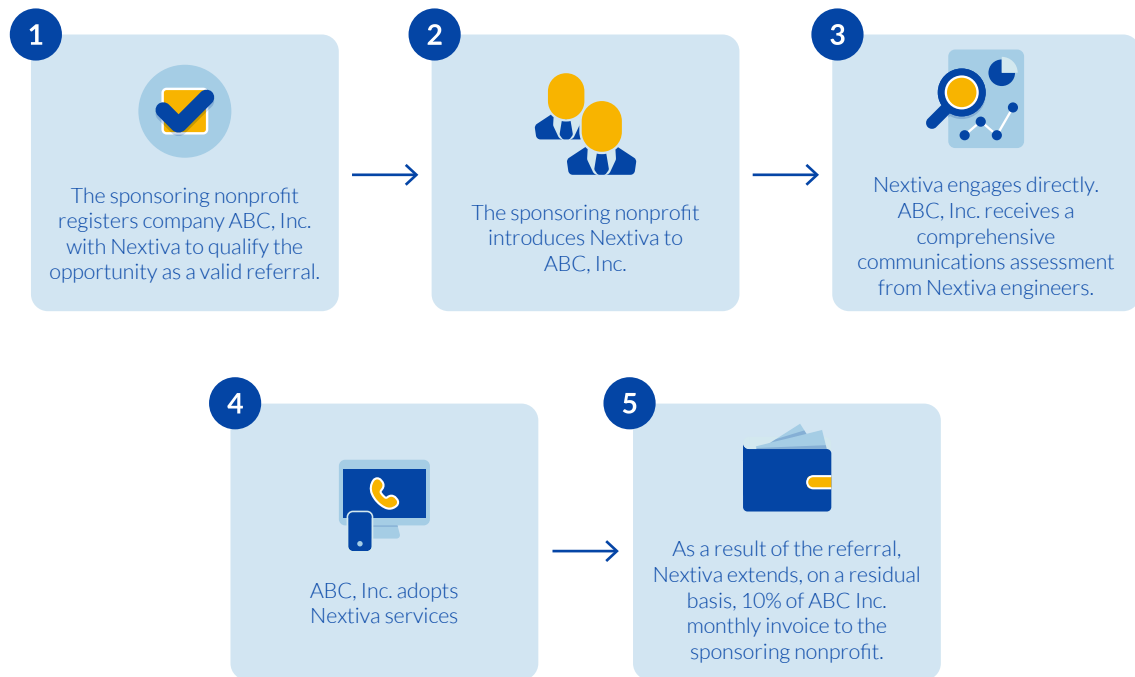 1
The sponsoring nonprofit
registers company ABC, Inc.
with Nextiva to qualify the
opportunity as a valid referral.
2
The sponsoring nonprofit
introduces Nextiva to
ABC, Inc.
3
Nextiva engages directly.
ABC, Inc. receives a
comprehensive
communications assessment
from Nextiva engineers.
4
ABC, Inc. adopts
Nextiva services
5
As a result of the referral,
Nextiva extends, on a residual
basis, 10% of ABC Inc.
monthly invoice to the
sponsoring nonprofit.